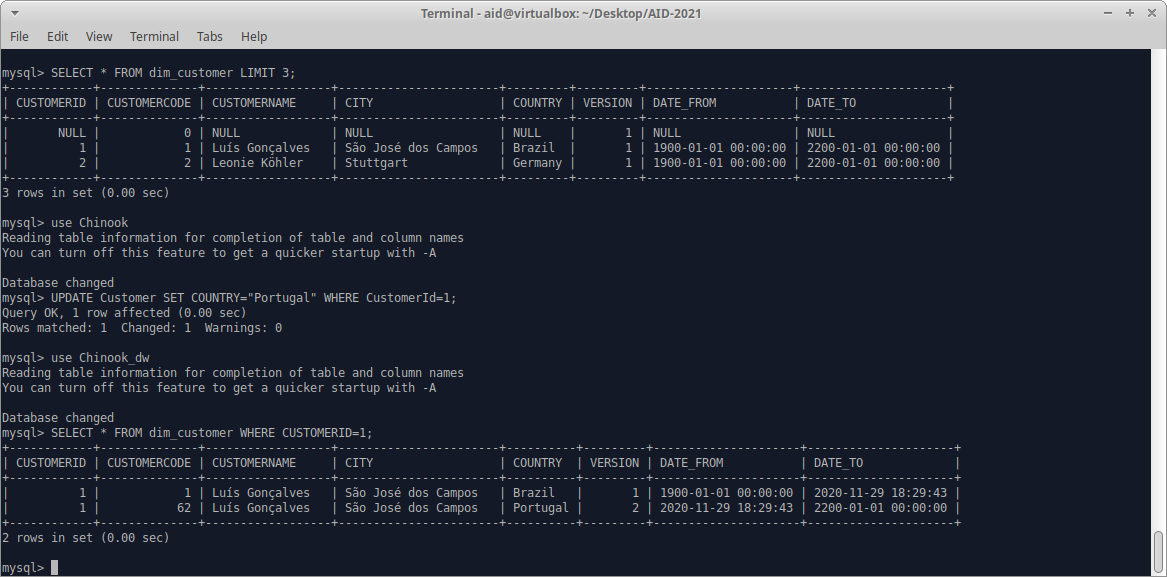 Terminal - aid@virtualbox: ~/Desktop/AID-2021
File Edit View Terminal Tabs Help
mysql> SELECT * FROM dim_customer LIMIT 3;
+------------+--------------+------------------+-----------------------+---------+---------+---------------------+---------------------+
| CUSTOMERID | CUSTOMERCODE | CUSTOMERNAME     | CITY                  | COUNTRY | VERSION | DATE_FROM           | DATE_TO             |
+------------+--------------+------------------+-----------------------+---------+---------+---------------------+---------------------+
|       NULL |            0 | NULL             | NULL                  | NULL    |       1 | NULL                | NULL                |
|          1 |            1 | Luís Gonçalves   | São José dos Campos   | Brazil  |       1 | 1900-01-01 00:00:00 | 2200-01-01 00:00:00 |
|          2 |            2 | Leonie Köhler    | Stuttgart             | Germany |       1 | 1900-01-01 00:00:00 | 2200-01-01 00:00:00 |
+------------+--------------+------------------+-----------------------+---------+---------+---------------------+---------------------+
3 rows in set (0.00 sec)
mysql> use Chinook
Reading table information for completion of table and column names
You can turn off this feature to get a quicker startup with -A
Database changed
mysql> UPDATE Customer SET COUNTRY="Portugal" WHERE CustomerId=1;
Query OK, 1 row affected (0.00 sec)
Rows matched: 1  Changed: 1  Warnings: 0
mysql> use Chinook_dw
Reading table information for completion of table and column names
You can turn off this feature to get a quicker startup with -A
Database changed
mysql> SELECT * FROM dim_customer WHERE CUSTOMERID=1;
+------------+--------------+------------------+-----------------------+----------+---------+---------------------+---------------------+
| CUSTOMERID | CUSTOMERCODE | CUSTOMERNAME     | CITY                  | COUNTRY  | VERSION | DATE_FROM           | DATE_TO             |
+------------+--------------+------------------+-----------------------+----------+---------+---------------------+---------------------+
|          1 |            1 | Luís Gonçalves   | São José dos Campos   | Brazil   |       1 | 1900-01-01 00:00:00 | 2020-11-29 18:29:43 |
|          1 |           62 | Luís Gonçalves   | São José dos Campos   | Portugal |       2 | 2020-11-29 18:29:43 | 2200-01-01 00:00:00 |
+------------+--------------+------------------+-----------------------+----------+---------+---------------------+---------------------+
2 rows in set (0.00 sec)
mysql>